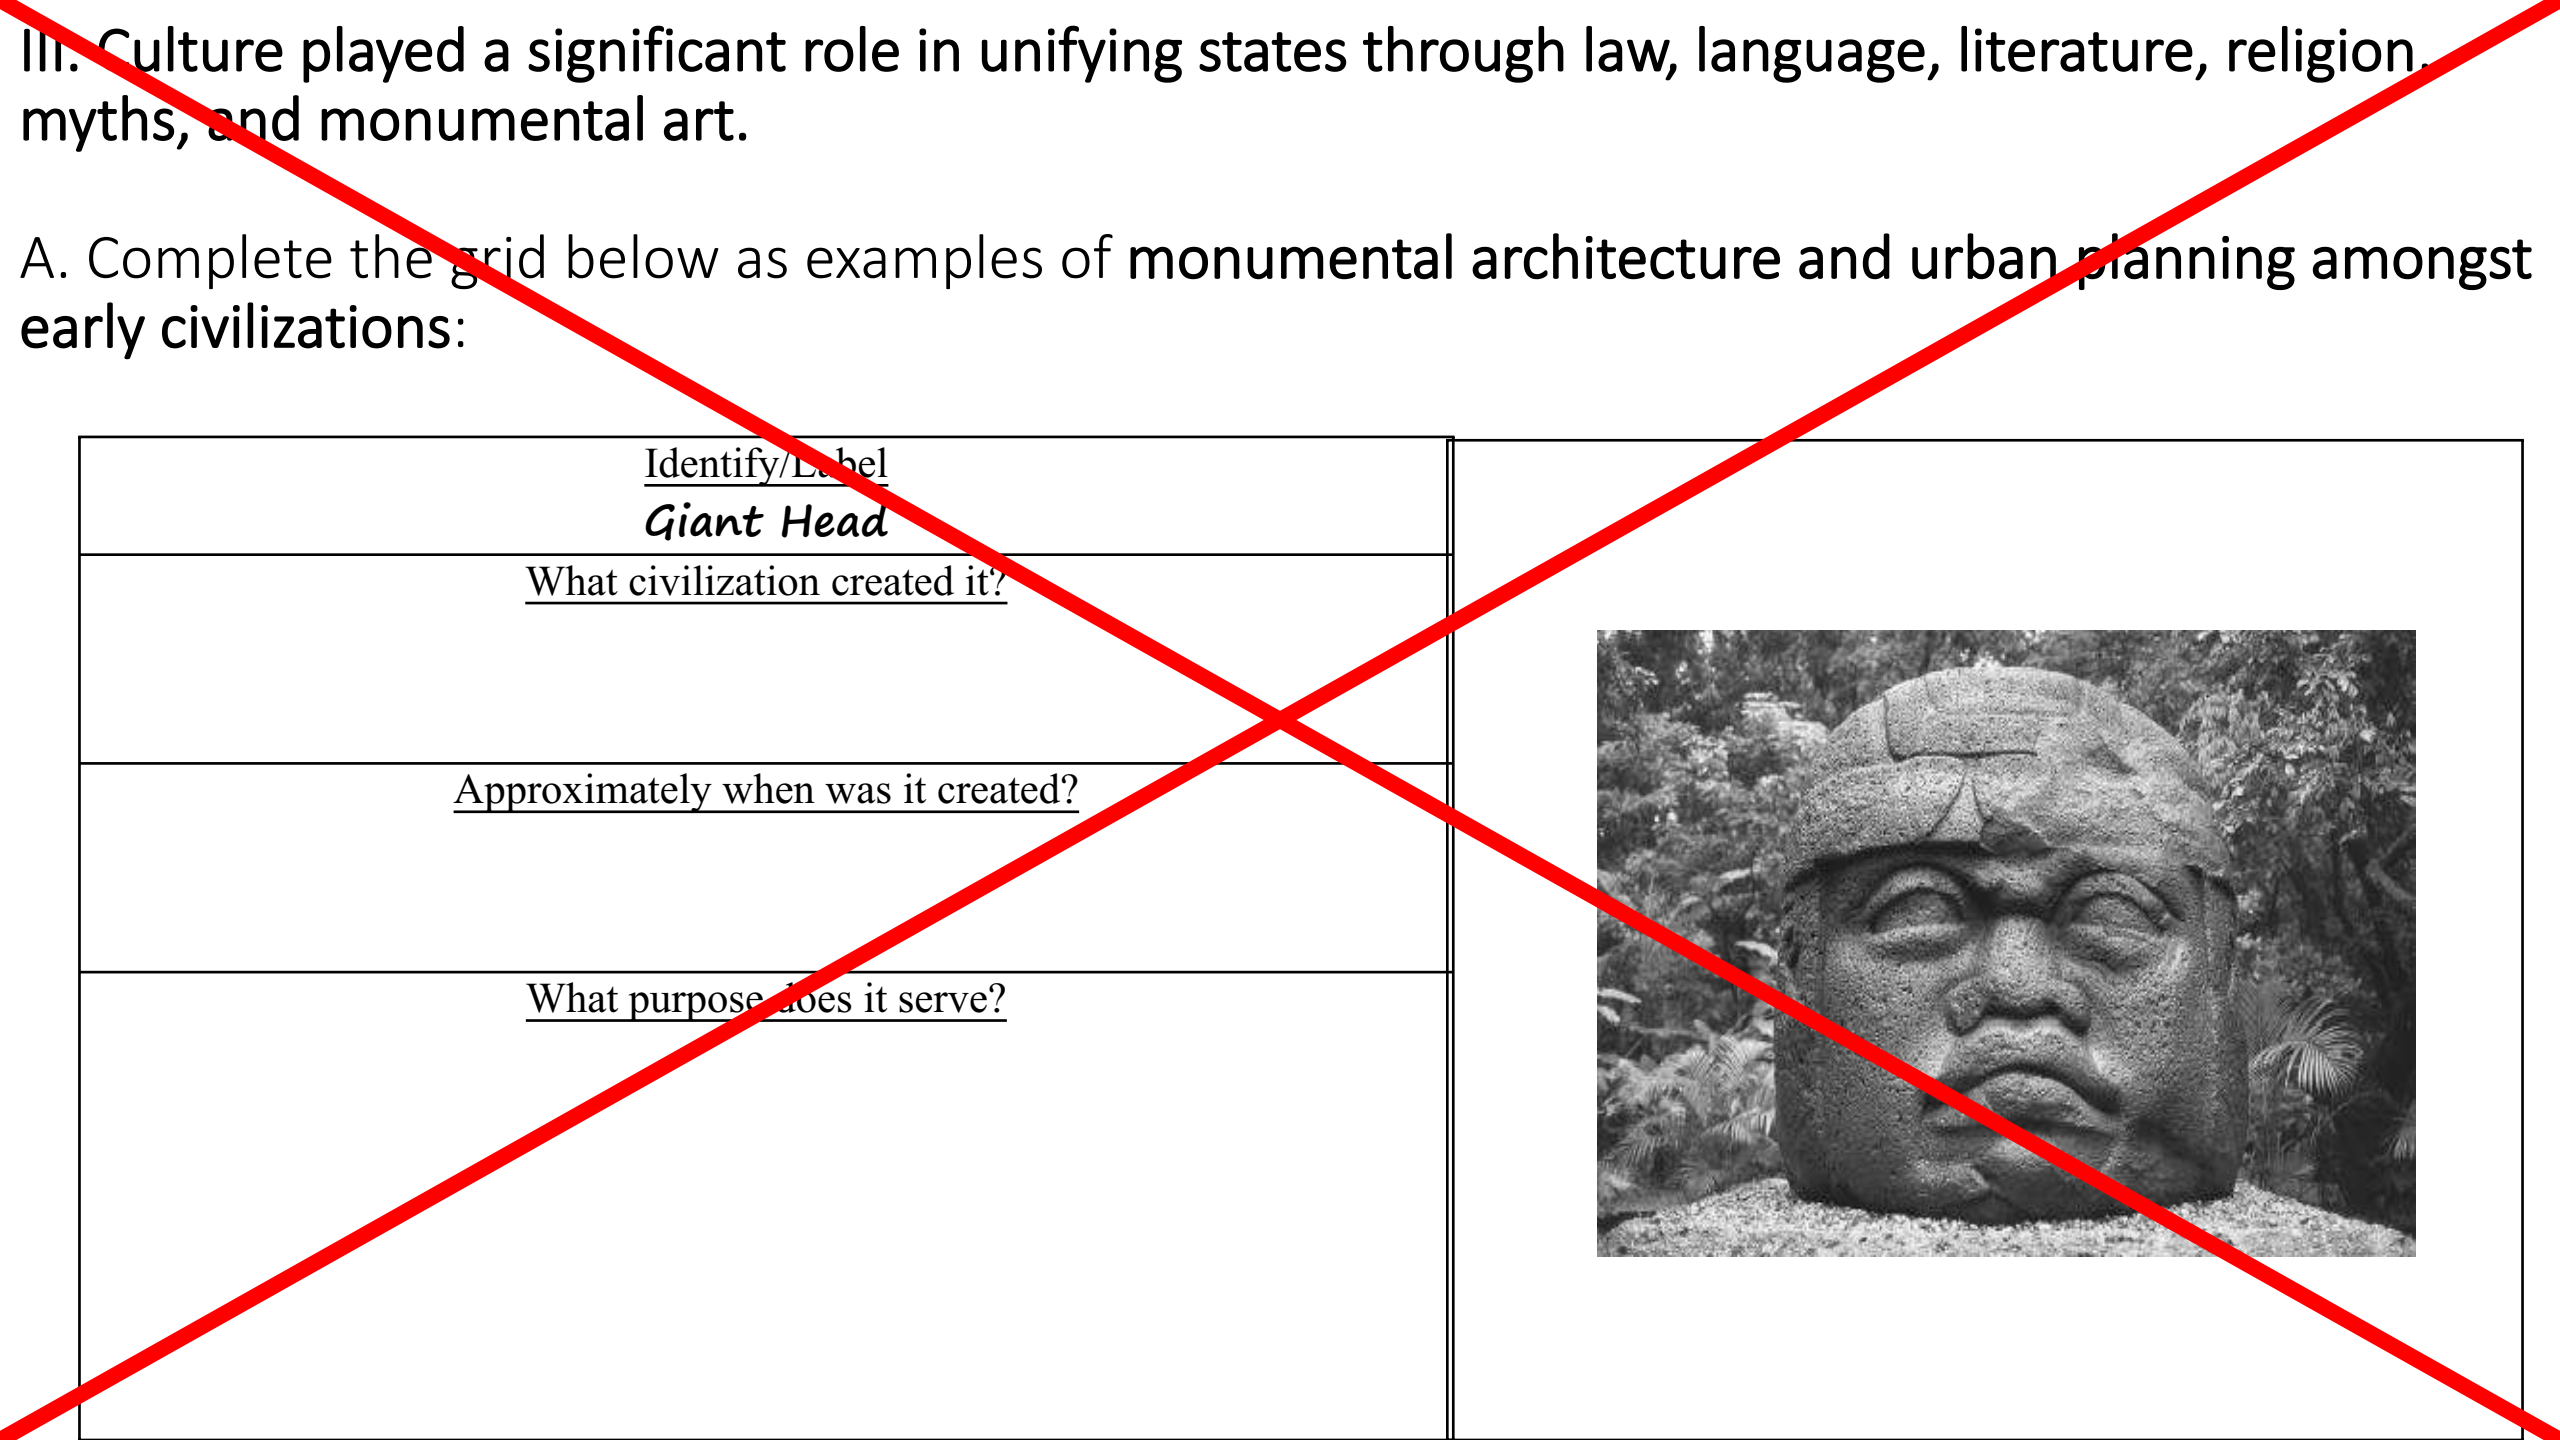 III. Culture played a significant role in unifying states through law, language, literature, religion,
myths, and monumental art.
A. Complete the grid below as examples of monumental architecture and urban planning amongst
early civilizations:
Identify/Label
Giant Head
What civilization created it?
Approximately when was it created?
What purpose does it serve?